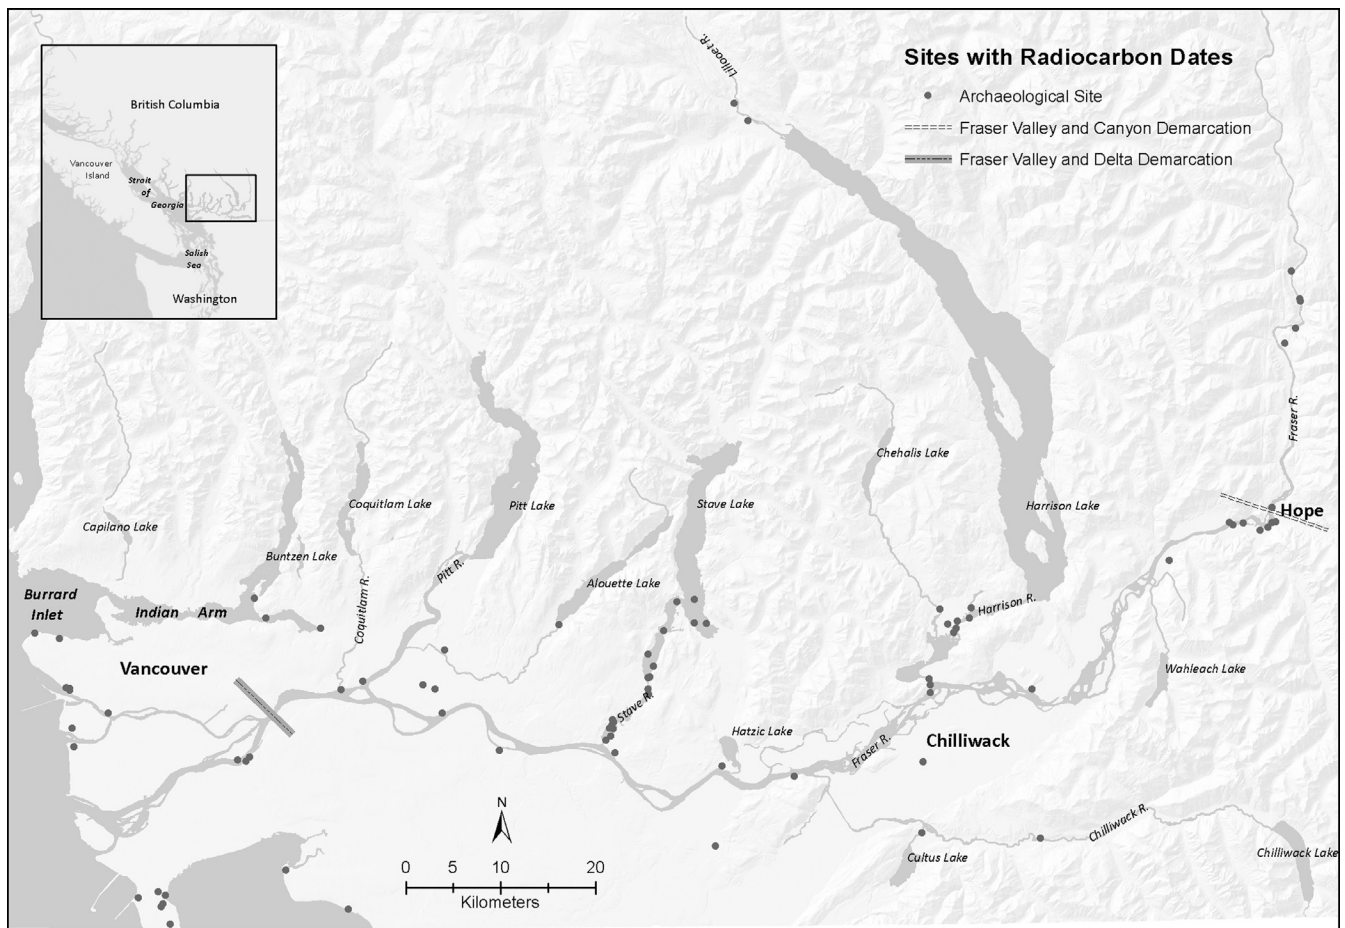 Sites with Radiocarbon Dates
Archaeological Site
Fraser Valley and Canyon Demarcation
Fraser Valley and Delta Demarcation
British Columbia
Vancouver
Island
Strait
of
Georgia
Salish
Sea
Washington
Lillooet R.
Fraser R.
Chehalis Lake
Coquitlam Lake
Pitt Lake
Stave Lake
Harrison Lake
Hope
Capilano Lake
Buntzen Lake
Pitt R.
Alouette Lake
Burrard
Inlet
Indian Arm
Coquitlam R.
Harrison R.
Vancouver
Wahleach Lake
Stave R.
Hatzic Lake
Fraser R.
Chilliwack
N
0 5 10 20
Kilometers
Chilliwack R.
Cultus Lake
Chilliwack Lake